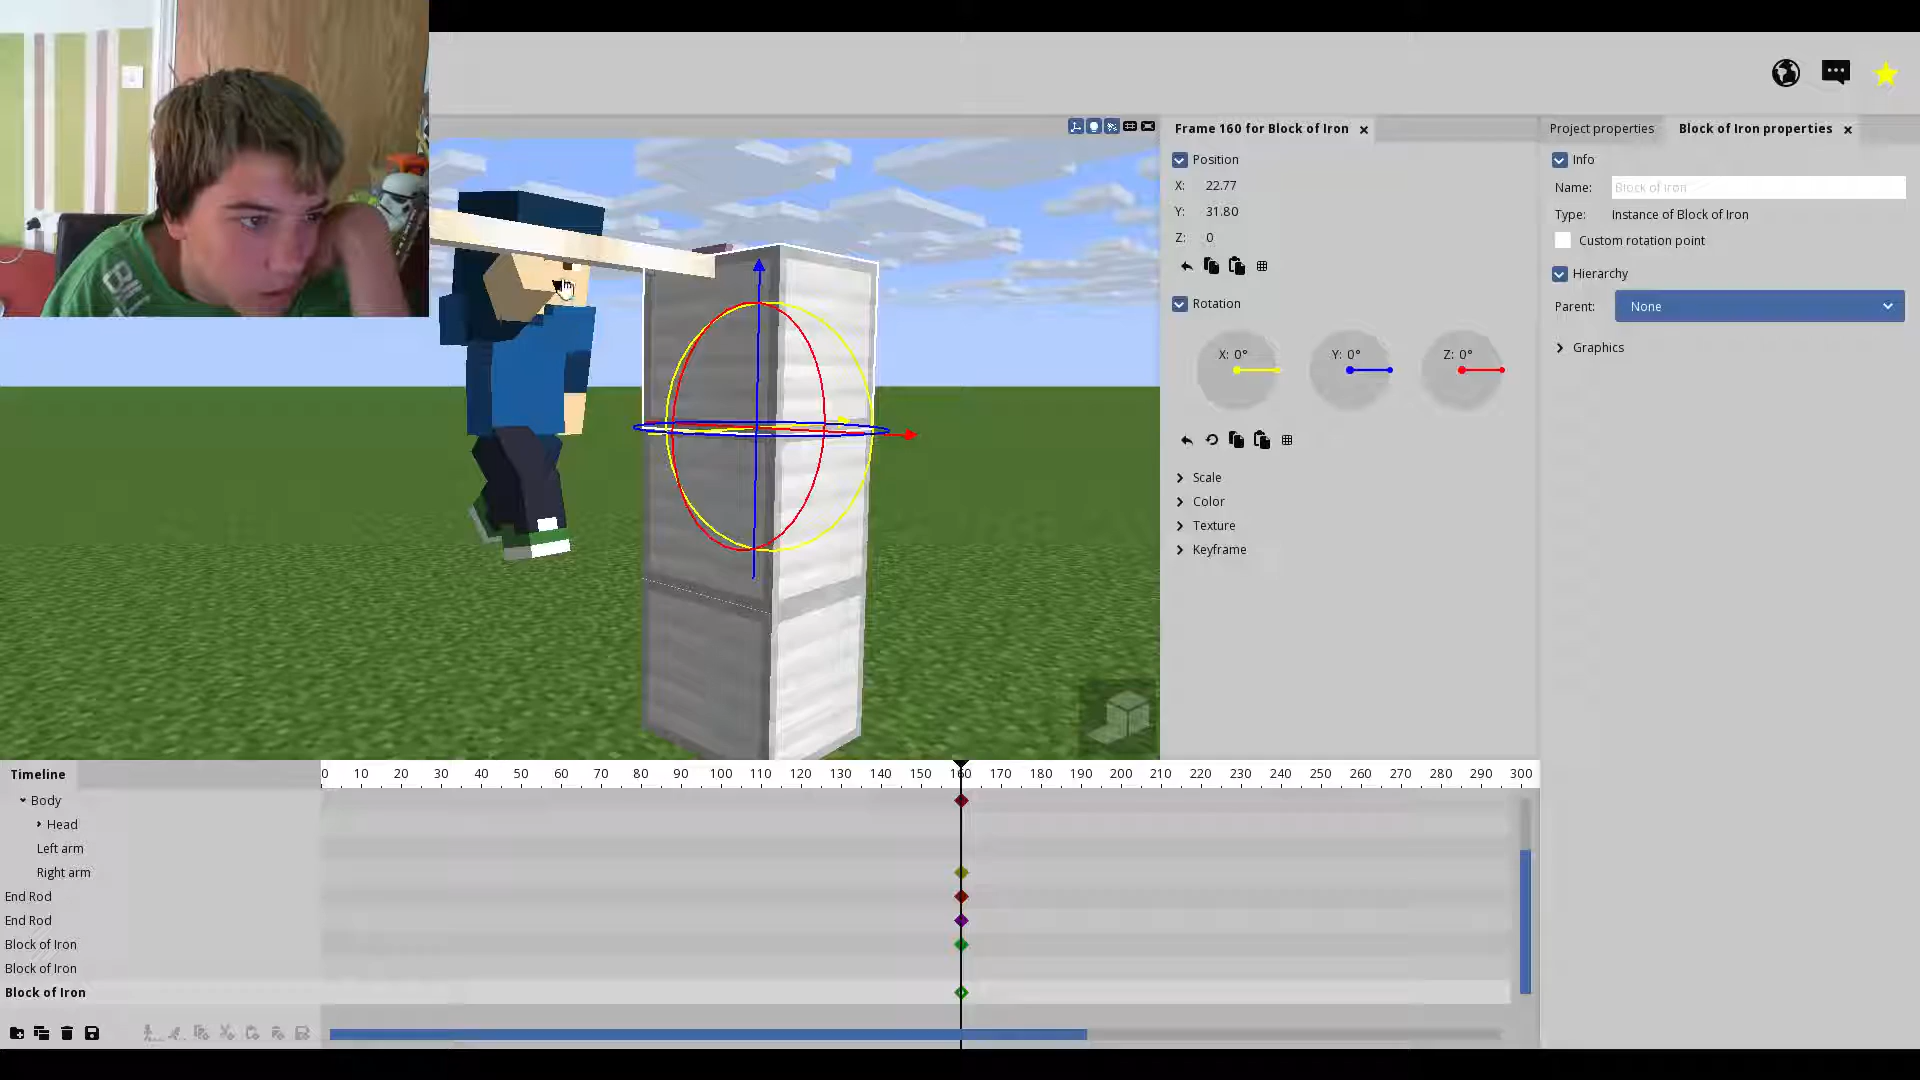 BILL
Frame 160 for Block of Iron
Position
X: 22.77
Y: 31.80
Z: 0
Rotation
X: 0° Y: 0° Z: 0°
Scale
Color
Texture
Keyframe
Project properties Block of Iron properties
Info
Name: Block of Iron
Type: Instance of Block of Iron
Custom rotation point
Hierarchy
Parent: None
Graphics
Timeline
0 10 20 30 40 50 60 70 80 90 100 110 120 130 140 150 160 170 180 190 200 210 220 230 240 250 260 270 280 290 300
Body
Head
Left arm
Right arm
End Rod
End Rod
Block of Iron
Block of Iron
Block of Iron